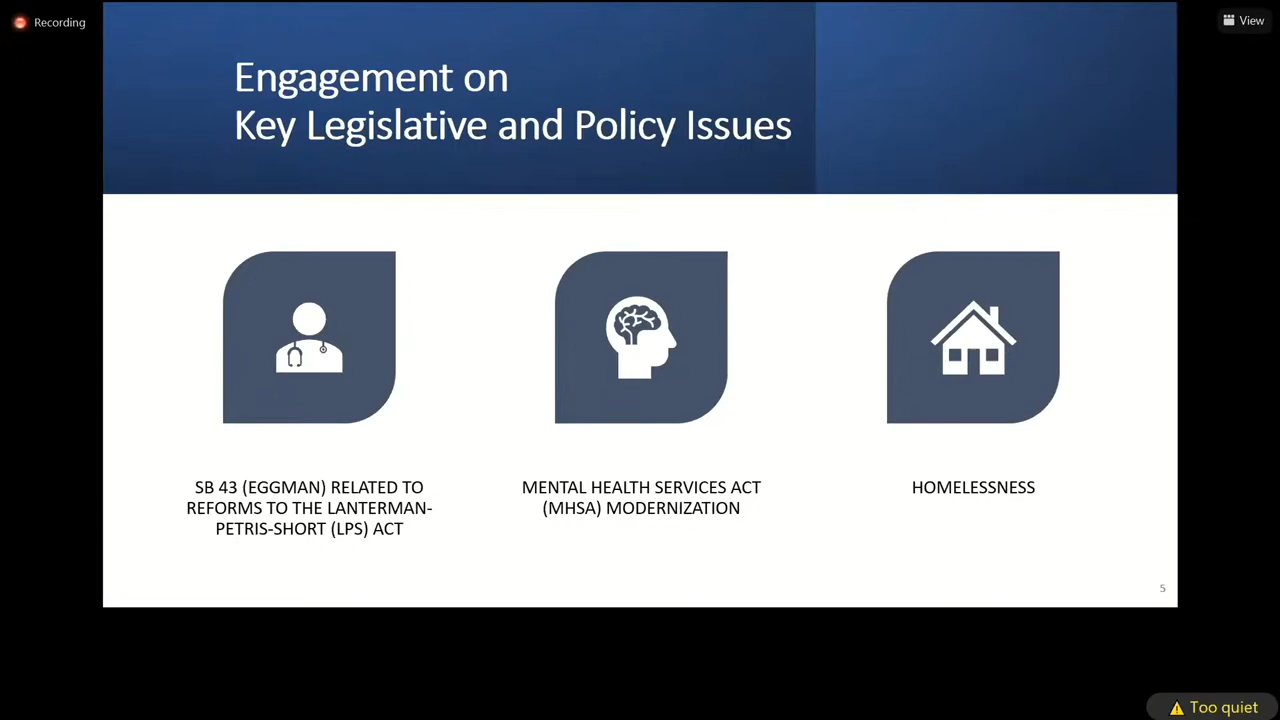 Recording
View
Engagement on
Key Legislative and Policy Issues
SB 43 (EGGMAN) RELATED TO
REFORMS TO THE LANTERMAN-
PETRIS-SHORT (LPS) ACT
MENTAL HEALTH SERVICES ACT
(MHSA) MODERNIZATION
HOMELESSNESS
5
Too quiet